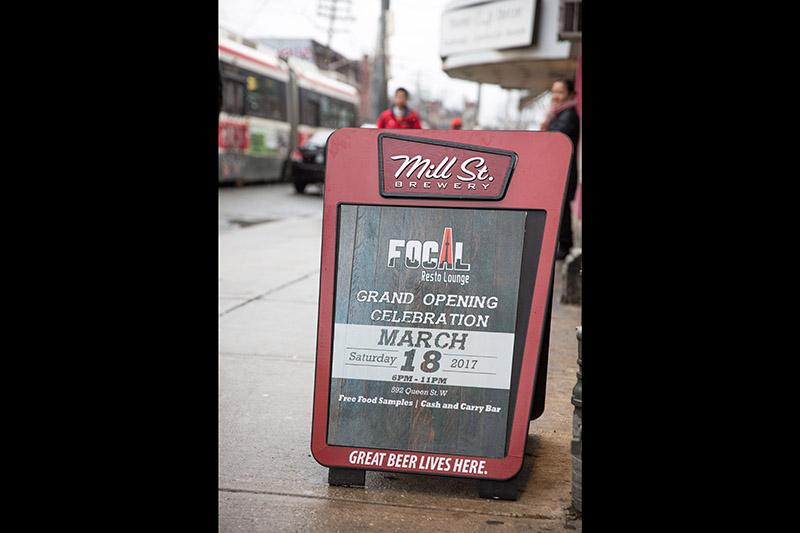 Mill St.
BREWERY
FOCAL
Resto Lounge
GRAND OPENING
CELEBRATION
MARCH
Saturday 18 2017
6PM - 11PM
592 Queen St. W
Free Food Samples | Cash and Carry Bar
GREAT BEER LIVES HERE.